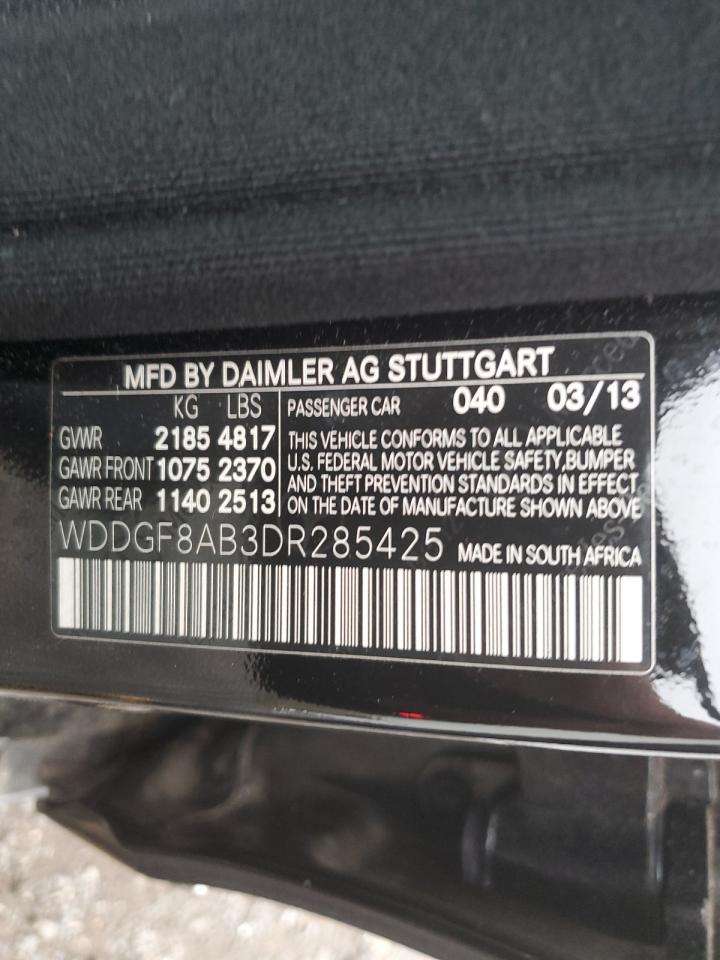 MFD BY DAIMLER AG STUTTGART
KG LBS PASSENGER CAR 040 03/13
GVWR 2185 4817
GAWR FRONT 1075 2370
GAWR REAR 1140 2513
THIS VEHICLE CONFORMS TO ALL APPLICABLE
U.S. FEDERAL MOTOR VEHICLE SAFETY,BUMPER
AND THEFT PREVENTION STANDARDS IN EFFECT
ON THE DATE OF MANUFACTURE SHOWN ABOVE
WDDGF8AB3DR285425 MADE IN SOUTH AFRICA